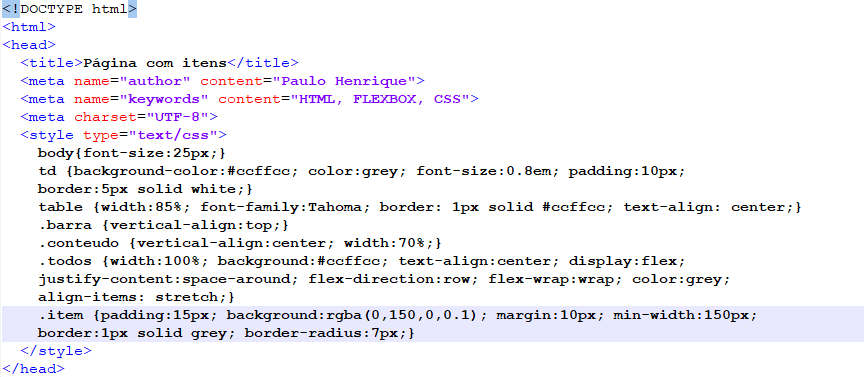 <!DOCTYPE html>
<html>
<head>
<title>Página com itens</title>
<meta name="author" content="Paulo Henrique">
<meta name="keywords" content="HTML, FLEXBOX, CSS">
<meta charset="UTF-8">
<style type="text/css">
body{font-size:25px;}
td {background-color:#ccffcc; color:grey; font-size:0.8em; padding:10px;
border:5px solid white;}
table {width:85%; font-family:Tahoma; border: 1px solid #ccffcc; text-align: center;}
.barra {vertical-align:top;}
.conteudo {vertical-align:center; width:70%;}
.todos {width:100%; background:#ccffcc; text-align:center; display:flex;
justify-content:space-around; flex-direction:row; flex-wrap:wrap; color:grey;
align-items: stretch;}
.item {padding:15px; background:rgba(0,150,0,0.1); margin:10px; min-width:150px;
border:1px solid grey; border-radius:7px;}
</style>
</head>